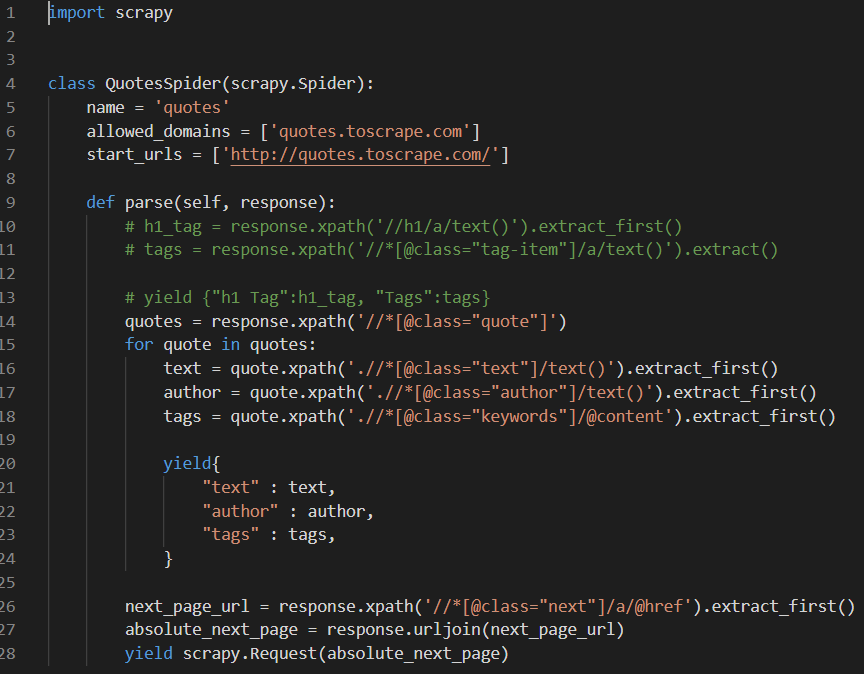 1 import scrapy
2
3
4 class QuotesSpider(scrapy.Spider):
5     name = 'quotes'
6     allowed_domains = ['quotes.toscrape.com']
7     start_urls = ['http://quotes.toscrape.com/']
8
9     def parse(self, response):
10         # h1_tag = response.xpath('//h1/a/text()').extract_first()
11         # tags = response.xpath('//*[@class="tag-item"]/a/text()').extract()
12
13         # yield {"h1 Tag":h1_tag, "Tags":tags}
14         quotes = response.xpath('//*[@class="quote"]')
15         for quote in quotes:
16             text = quote.xpath('.//*[@class="text"]/text()').extract_first()
17             author = quote.xpath('.//*[@class="author"]/text()').extract_first()
18             tags = quote.xpath('.//*[@class="keywords"]/@content').extract_first()
19
20             yield{
21                 "text" : text,
22                 "author" : author,
23                 "tags" : tags,
24             }
25
26         next_page_url = response.xpath('//*[@class="next"]/a/@href').extract_first()
27         absolute_next_page = response.urljoin(next_page_url)
28         yield scrapy.Request(absolute_next_page)